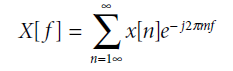 X[f] = ∑_{n=1∞}^{∞} x[n]e^{-j2πnf}